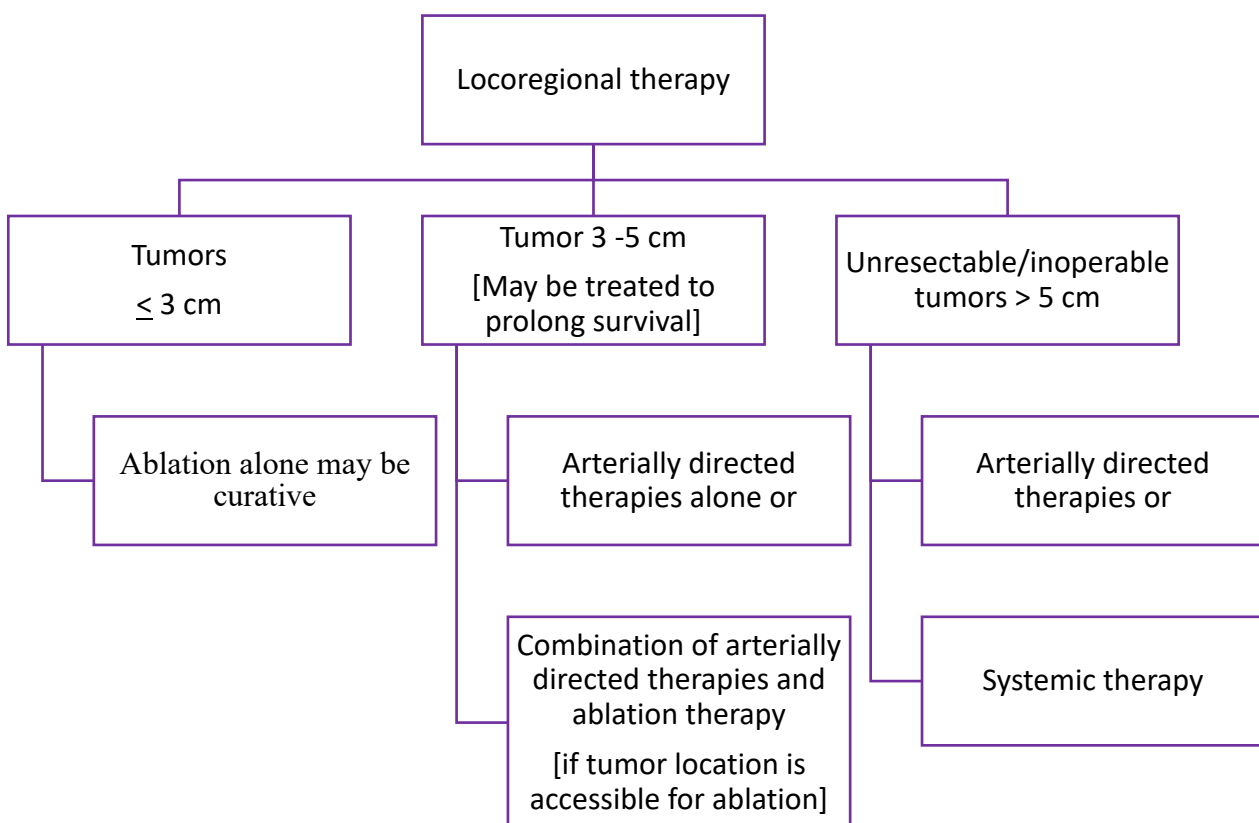 Locoregional therapy
Tumors
≤ 3 cm
Ablation alone may be
curative
Tumor 3 -5 cm
[May be treated to
prolong survival]
Arterially directed
therapies alone or
Combination of arterially
directed therapies and
ablation therapy
[if tumor location is
accessible for ablation]
Unresectable/inoperable
tumors > 5 cm
Arterially directed
therapies or
Systemic therapy